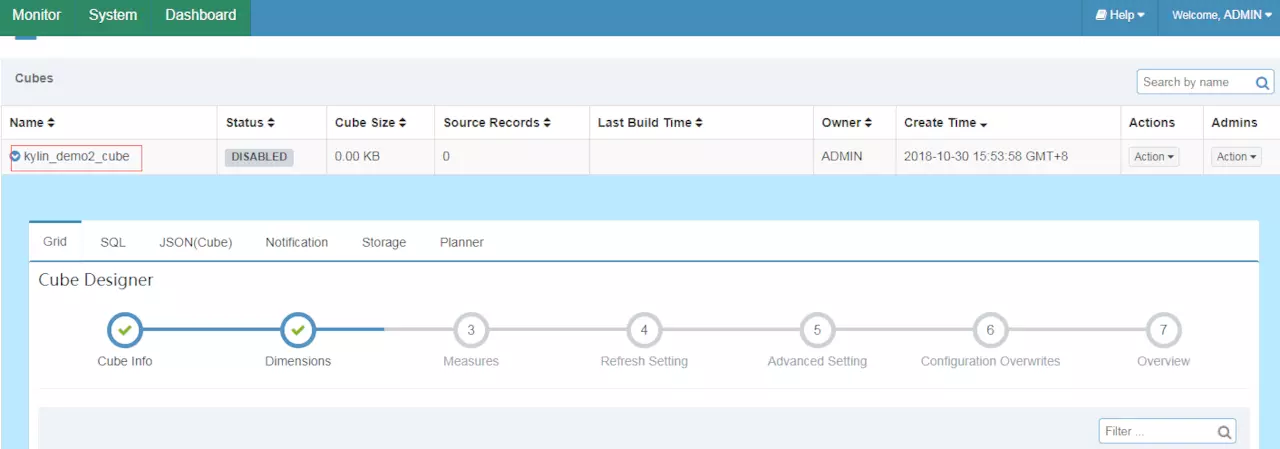 Monitor System Dashboard Help Welcome, ADMIN
Cubes Search by name
Name Status Cube Size Source Records Last Build Time Owner Create Time Actions Admins
kylin_demo2_cube DISABLED 0.00 KB 0 ADMIN 2018-10-30 15:53:58 GMT+8 Action Action
Grid SQL JSON(Cube) Notification Storage Planner
Cube Designer
3 4 5 6 7
Cube Info Dimensions Measures Refresh Setting Advanced Setting Configuration Overwrites Overview
Filter ...